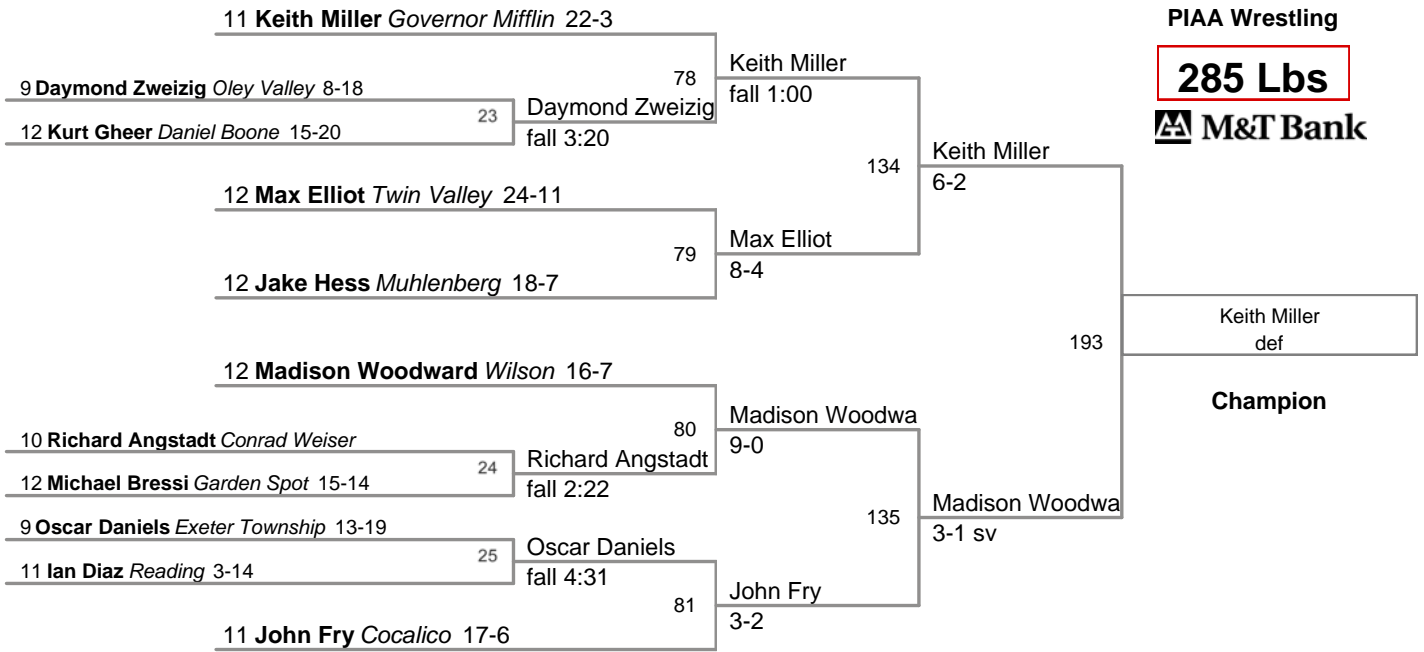 11 Keith Miller Governor Mifflin 22-3
PIAA Wrestling
285 Lbs
M&T Bank
78
Keith Miller
fall 1:00
9 Daymond Zweizig Oley Valley 8-18
23
Daymond Zweizig
fall 3:20
12 Kurt Gheer Daniel Boone 15-20
134
Keith Miller
6-2
12 Max Elliot Twin Valley 24-11
79
Max Elliot
8-4
12 Jake Hess Muhlenberg 18-7
193
Keith Miller
def
Champion
12 Madison Woodward Wilson 16-7
80
Madison Woodwa
9-0
10 Richard Angstadt Conrad Weiser
24
Richard Angstadt
fall 2:22
12 Michael Bressi Garden Spot 15-14
135
Madison Woodwa
3-1 sv
9 Oscar Daniels Exeter Township 13-19
25
Oscar Daniels
fall 4:31
11 Ian Diaz Reading 3-14
81
John Fry
3-2
11 John Fry Cocalico 17-6